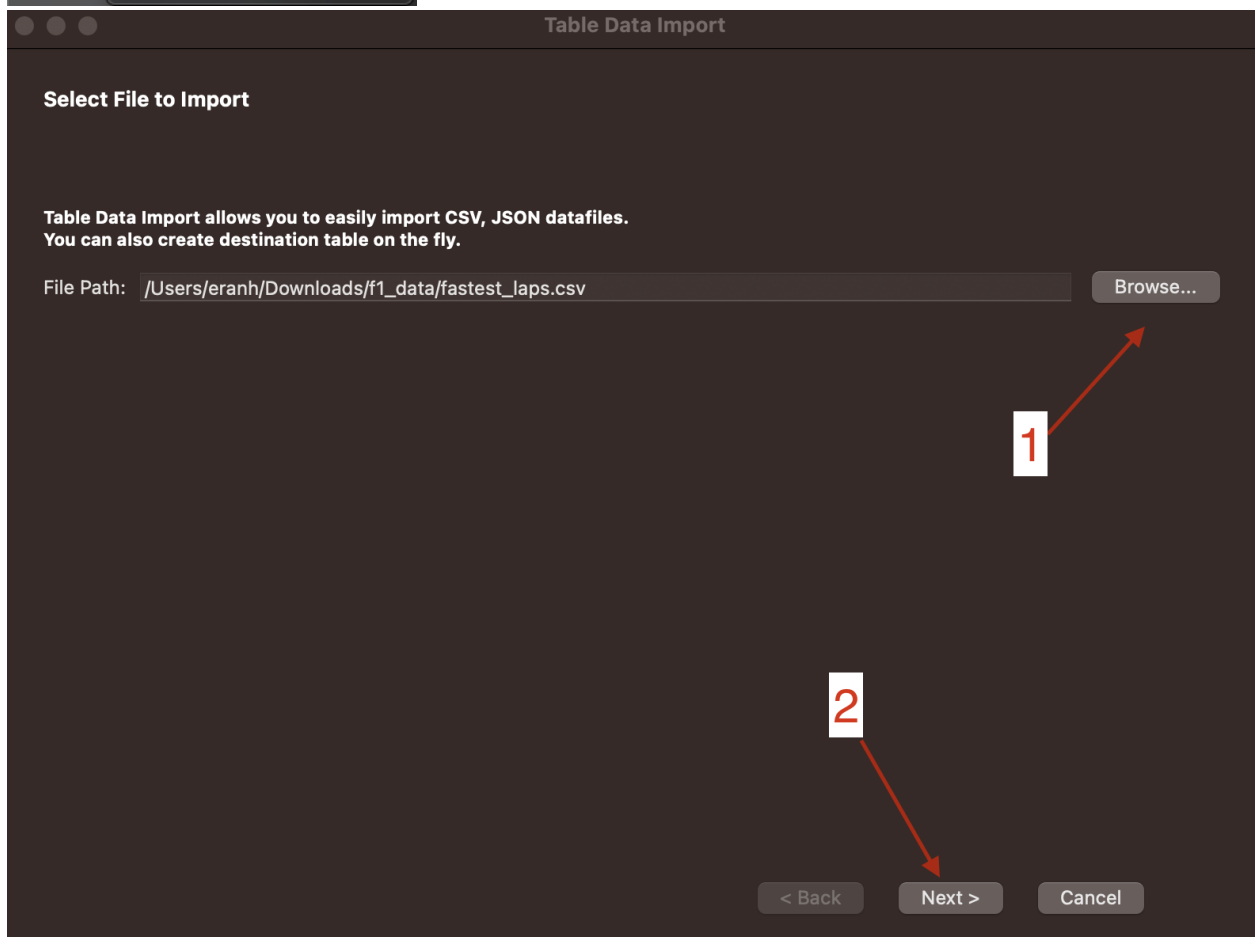 Table Data Import
Select File to Import
Table Data Import allows you to easily import CSV, JSON datafiles.
You can also create destination table on the fly.
File Path: /Users/eranh/Downloads/f1_data/fastest_laps.csv Browse...
1
2
< Back Next > Cancel